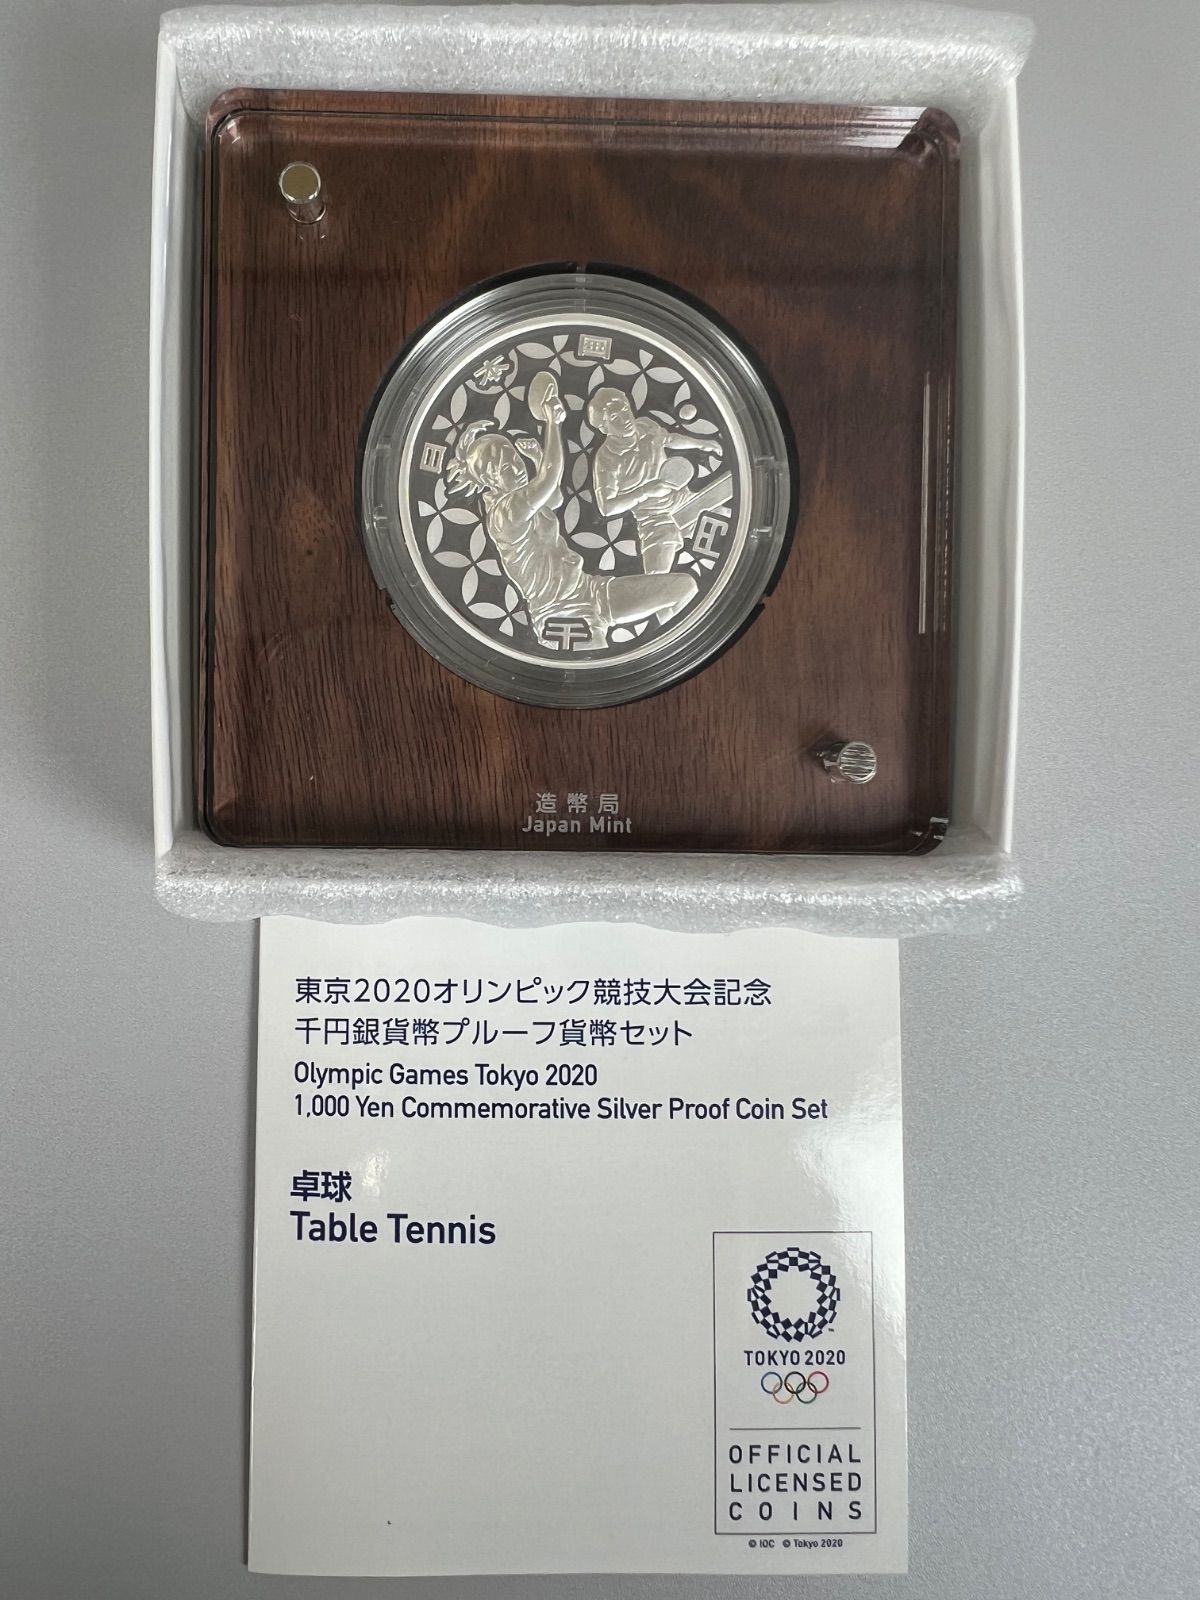 日本国
千円
造幣局
Japan Mint
東京2020オリンピック競技大会記念
千円銀貨幣プルーフ貨幣セット
Olympic Games Tokyo 2020
1,000 Yen Commemorative Silver Proof Coin Set
卓球
Table Tennis
TM
TOKYO 2020
OFFICIAL
LICENSED
COINS
© IOC © Tokyo 2020